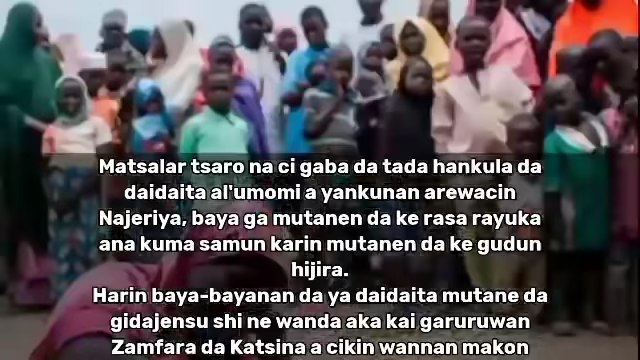 Matsalar tsaro na ci gaba da tada hankula da
daidaita al'umomi a yankunan arewacin
Najeriya, baya ga mutanen da ke rasa rayuka
ana kuma samun karin mutanen da ke gudun
hijira.
Harin baya-bayanan da ya daidaita mutane da
gidajensu shi ne wanda aka kai garuruwan
Zamfara da Katsina a cikin wannan makon